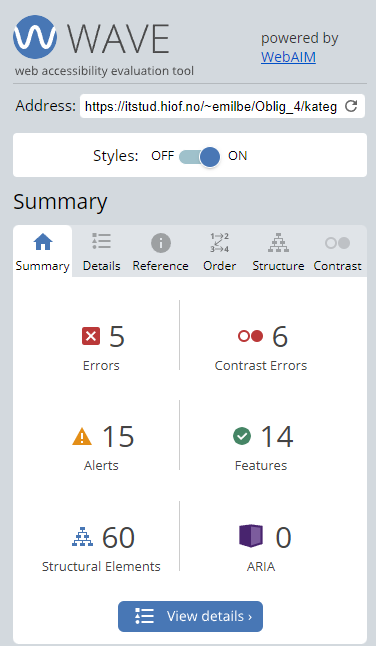 WAVE
powered by
WebAIM
web accessibility evaluation tool
Address: https://itstud.hiof.no/~emilbe/Oblig_4/kateg
Styles: OFF ON
Summary
Summary Details Reference Order Structure Contrast
5 6
Errors Contrast Errors
15 14
Alerts Features
60 0
Structural Elements ARIA
View details ›